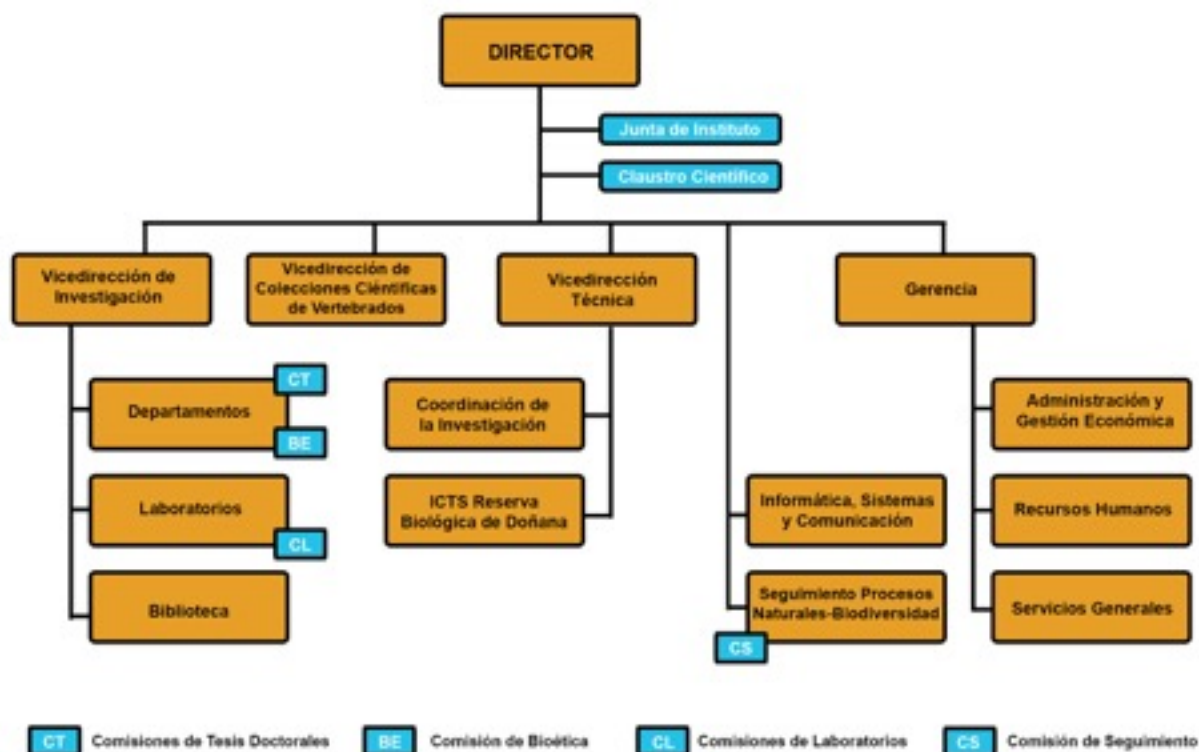 DIRECTOR
Junta de Instituto
Claustro Científico
Vicedirección de
Investigación
Vicedirección de
Colecciones Ciéntificas
de Vertebrados
Vicedirección
Técnica
Gerencia
Departamentos
CT
BE
Laboratorios
CL
Biblioteca
Coordinación de
la Investigación
ICTS Reserva
Biológica de Doñana
Informática, Sistemas
y Comunicación
Seguimiento Procesos
Naturales-Biodiversidad
CS
Administración y
Gestión Económica
Recursos Humanos
Servicios Generales
CT Comisiones de Tesis Doctorales
BE Comisión de Bioética
CL Comisiones de Laboratorios
CS Comisión de Seguimiento